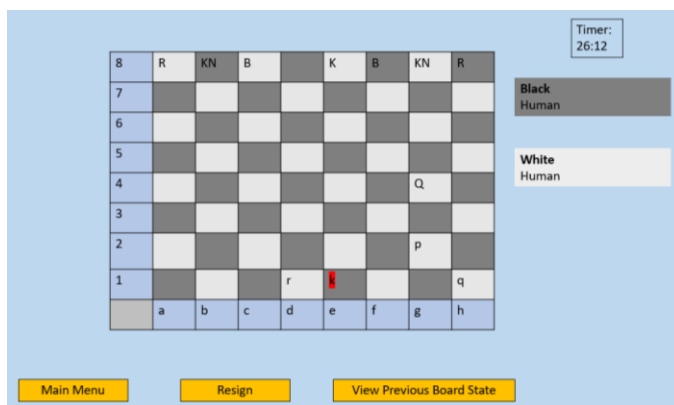 Timer:
26:12
8 R KN B K B KN R
7
6
5
4 Q
3
2 p
1 r k q
a b c d e f g h
Black
Human
White
Human
Main Menu
Resign
View Previous Board State